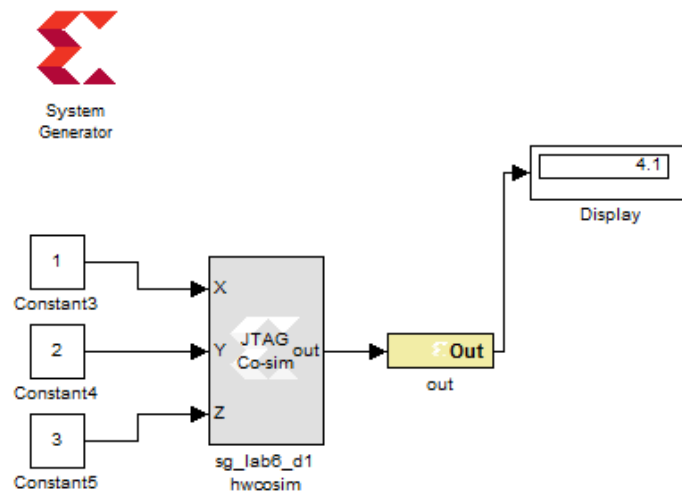 System
Generator
4.1
Display
1
Constant3
2
Constant4
3
Constant5
X
Y
Z
JTAG
Co-sim
out
sg_lab6_d1
hwcosim
Out
out